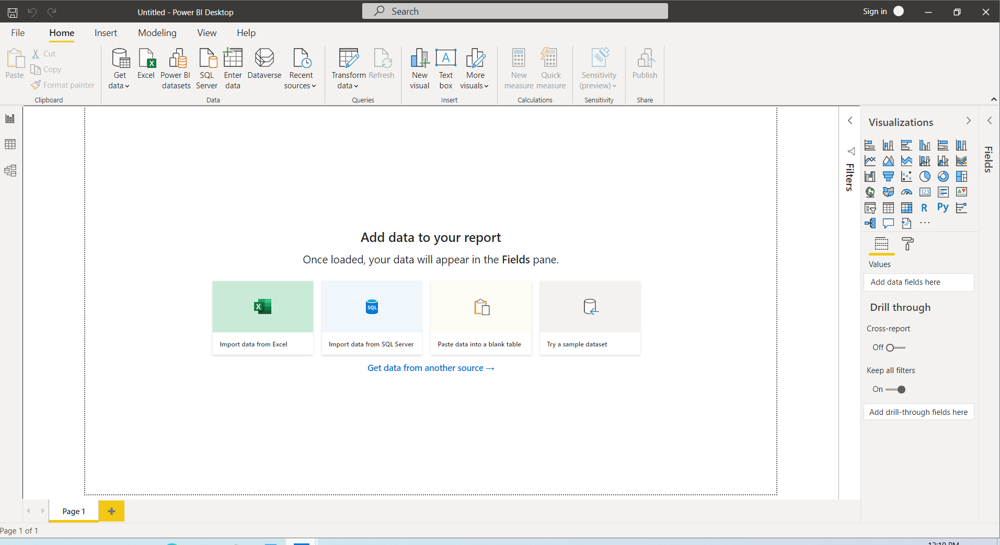 Untitled - Power BI Desktop
Search
Sign in
File Home Insert Modeling View Help
Paste
Cut
Copy
Format painter
Clipboard
Get data
Excel
Power BI datasets
SQL Server
Enter data
Dataverse
Recent sources
Data
Transform data
Refresh
Queries
New visual
Text box
More visuals
Insert
New measure
Quick measure
Calculations
Sensitivity (preview)
Sensitivity
Publish
Share
Add data to your report
Once loaded, your data will appear in the Fields pane.
SQL
Import data from Excel
Import data from SQL Server
Paste data into a blank table
Try a sample dataset
Get data from another source →
Filters
Visualizations
123
R
Py
Values
Add data fields here
Drill through
Cross-report
Off
Keep all filters
On
Add drill-through fields here
Fields
Page 1
Page 1 of 1